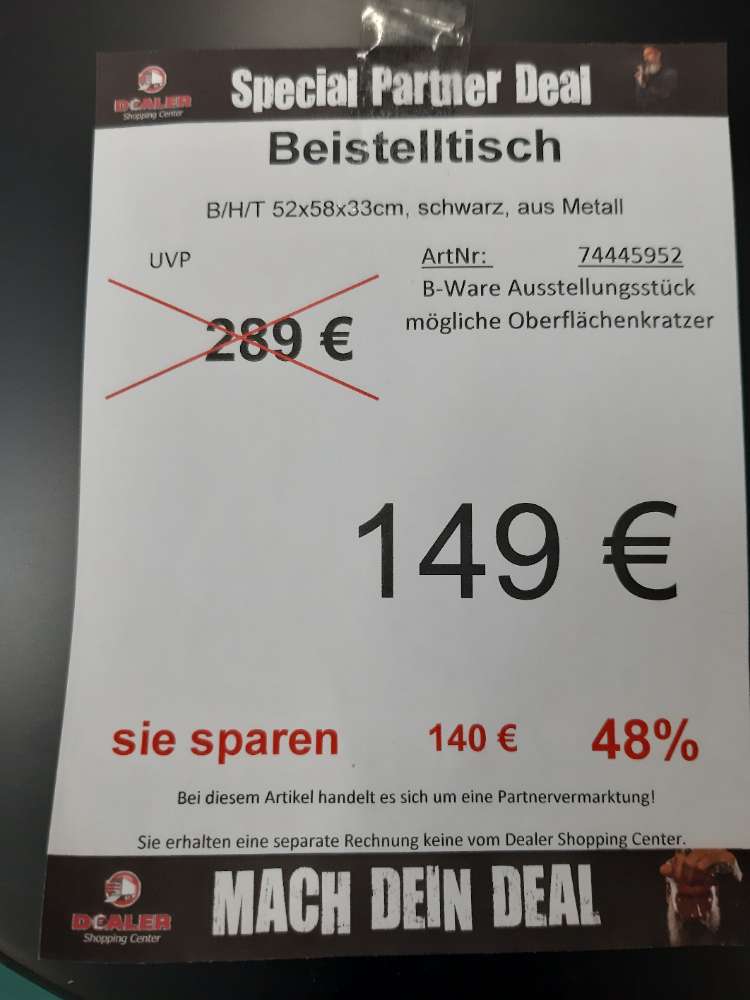 DEALER
Shopping Center
Special Partner Deal
Beistelltisch
B/H/T 52x58x33cm, schwarz, aus Metall
UVP
ArtNr: 74445952
B-Ware Ausstellungsstück
mögliche Oberflächenkratzer
289 €
149 €
sie sparen 140 € 48%
Bei diesem Artikel handelt es sich um eine Partnervermarktung!
Sie erhalten eine separate Rechnung keine vom Dealer Shopping Center.
DEALER
Shopping Center
MACH DEIN DEAL